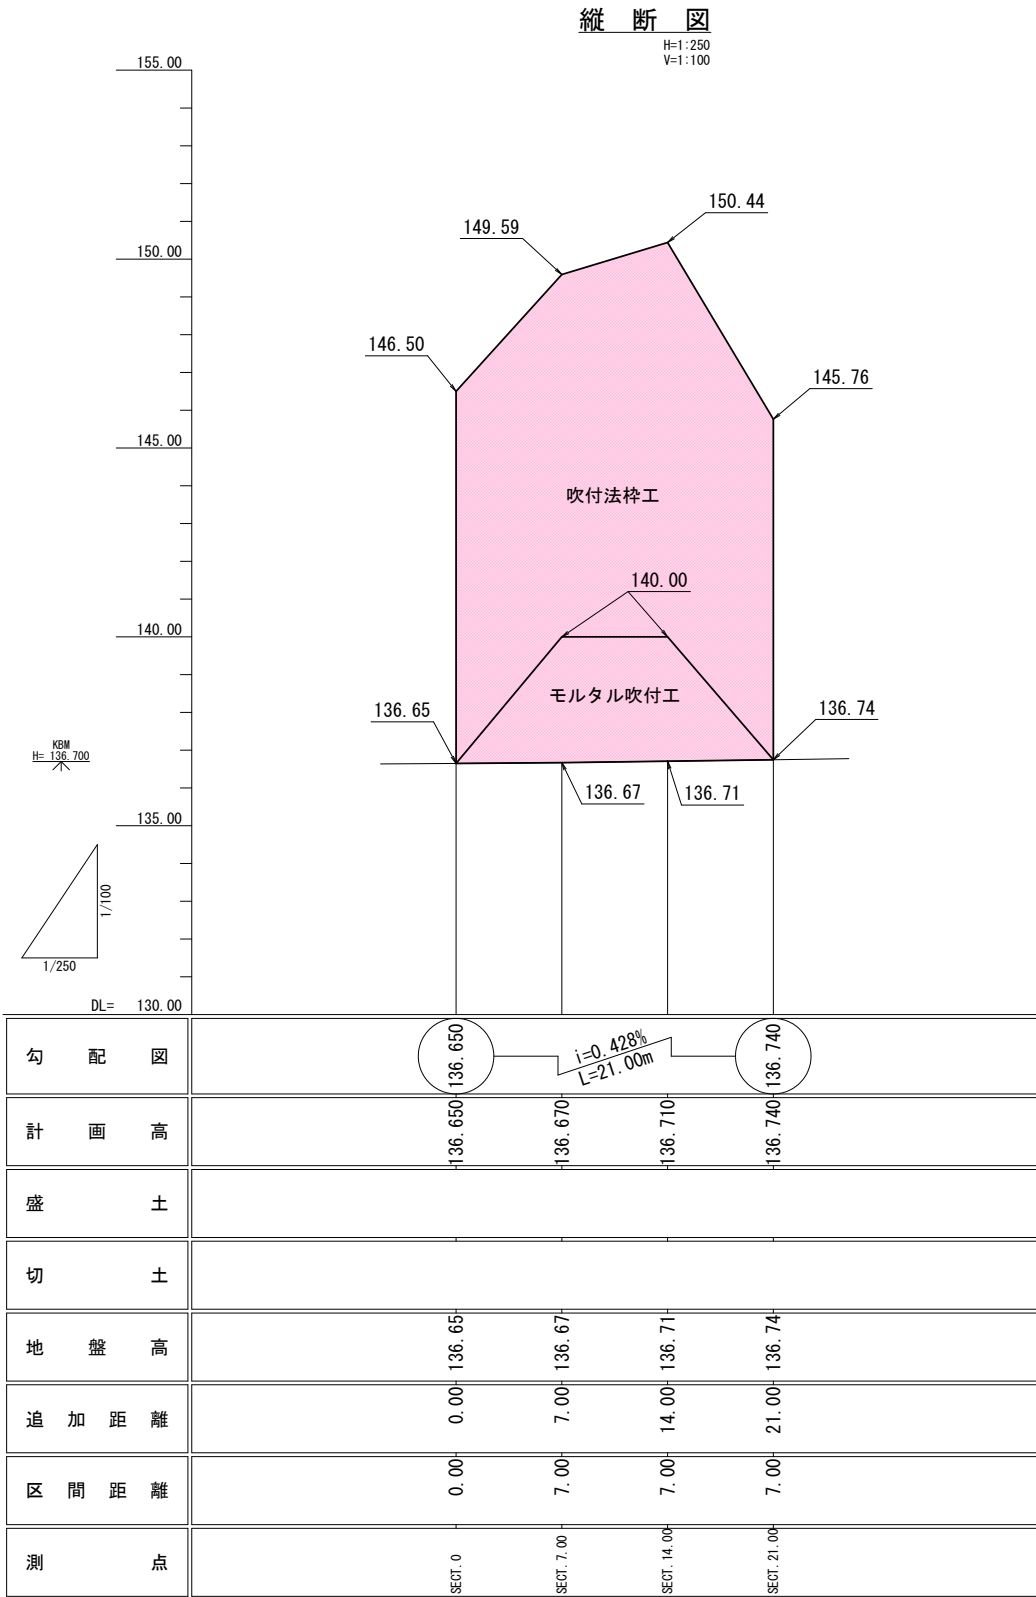 縦 断 図
H=1:250
V=1:100
155.00
150.44
149.59
150.00
146.50
145.76
145.00
吹付法枠工
140.00
140.00
モルタル吹付工
136.65
136.74
KBM
H= 136.700
136.67
136.71
135.00
1/100
1/250
DL= 130.00
勾 配 図 136.650 i=0.428% 136.740
L=21.00m
計 画 高 136.650 136.670 136.710 136.740
盛 土
切 土
地 盤 高 136.65 136.67 136.71 136.74
追 加 距 離 0.00 7.00 14.00 21.00
区 間 距 離 0.00 7.00 7.00 7.00
測 点 SECT.0 SECT.7.00 SECT.14.00 SECT.21.00